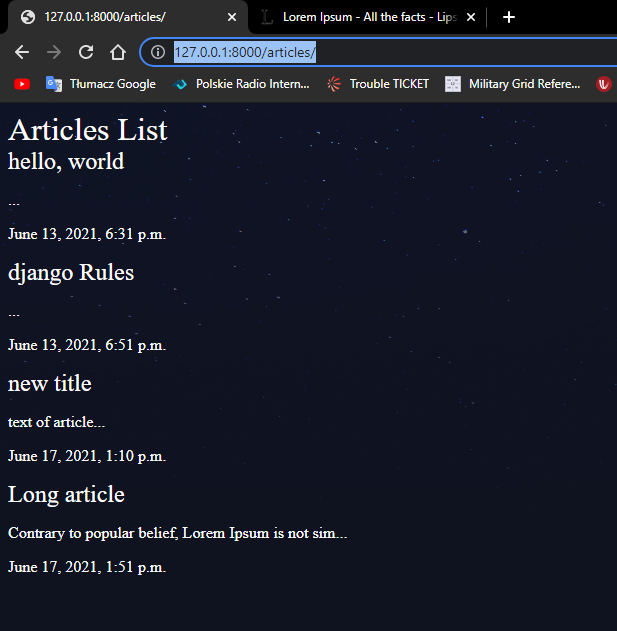 127.0.0.1:8000/articles/
Lorem Ipsum - All the facts - Lips
127.0.0.1:8000/articles/
Tłumacz Google
Polskie Radio Intern...
Trouble TICKET
Military Grid Refere...
Articles List
hello, world
...
June 13, 2021, 6:31 p.m.
django Rules
...
June 13, 2021, 6:51 p.m.
new title
text of article...
June 17, 2021, 1:10 p.m.
Long article
Contrary to popular belief, Lorem Ipsum is not sim...
June 17, 2021, 1:51 p.m.